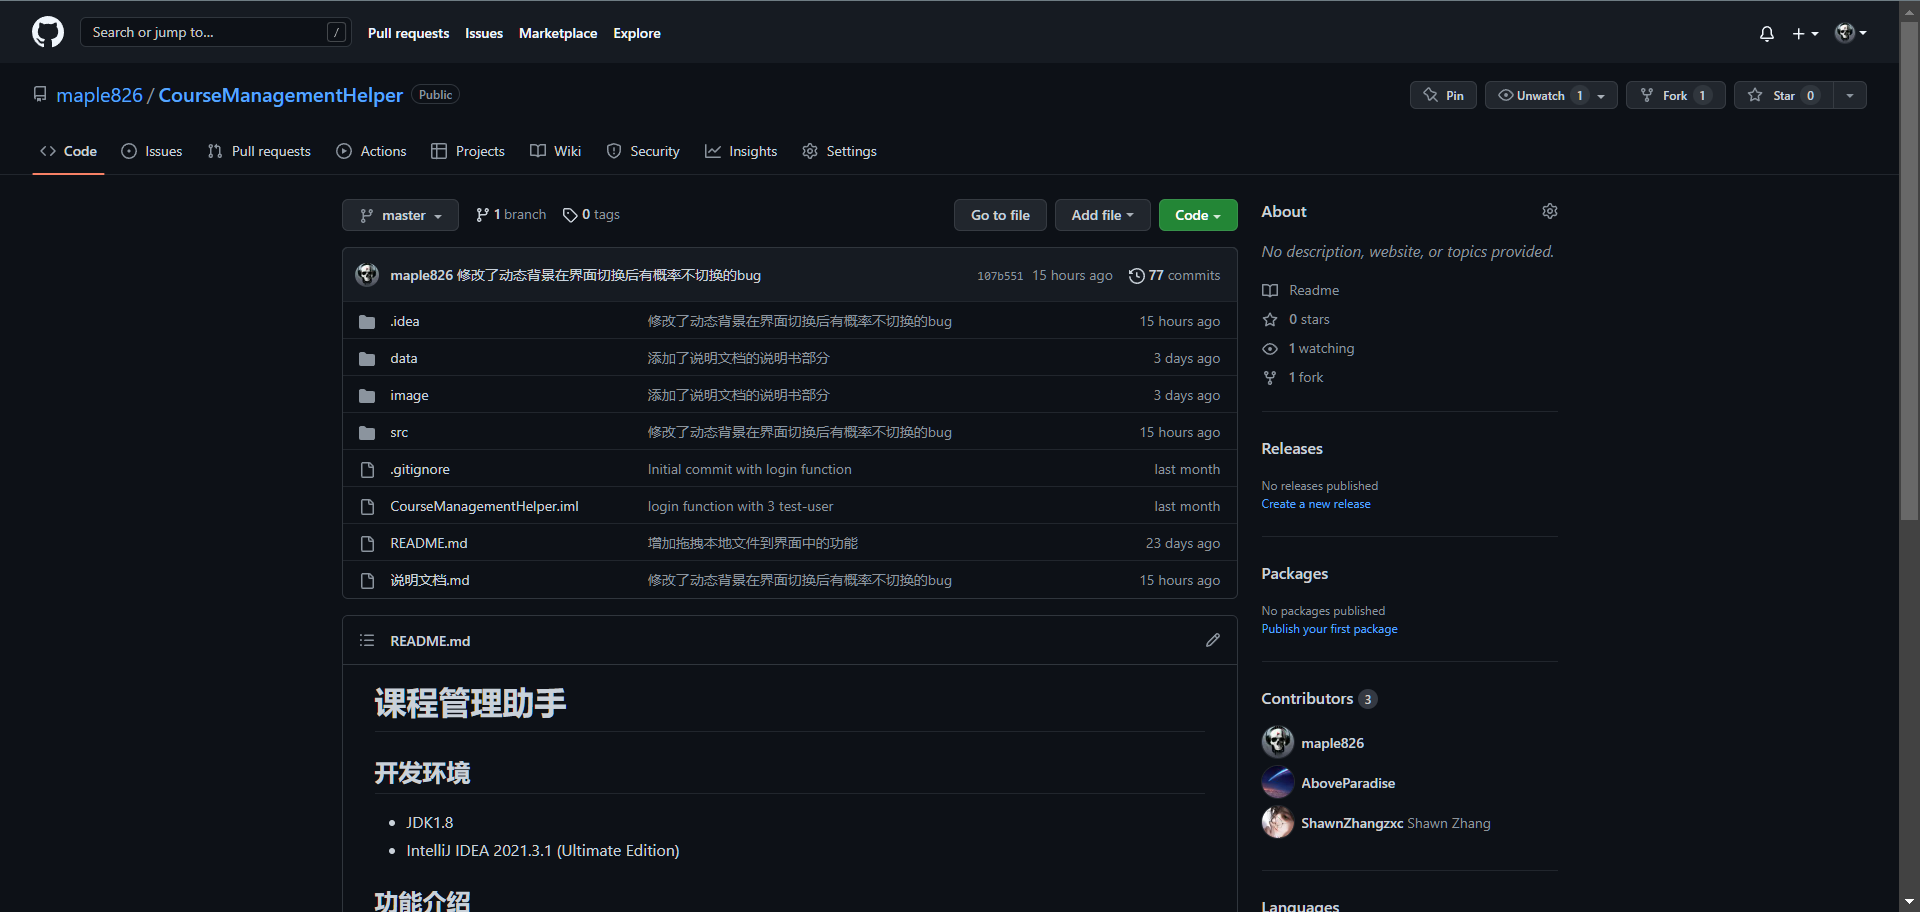 Search or jump to... /
Pull requests Issues Marketplace Explore
maple826 / CourseManagementHelper Public
Pin Unwatch 1 Fork 1 Star 0
Code Issues Pull requests Actions Projects Wiki Security Insights Settings
master 1 branch 0 tags Go to file Add file Code
maple826 修改了动态背景在界面切换后有概率不切换的bug 107b551 15 hours ago 77 commits
.idea 修改了动态背景在界面切换后有概率不切换的bug 15 hours ago
data 添加了说明文档的说明书部分 3 days ago
image 添加了说明文档的说明书部分 3 days ago
src 修改了动态背景在界面切换后有概率不切换的bug 15 hours ago
.gitignore Initial commit with login function last month
CourseManagementHelper.iml login function with 3 test-user last month
README.md 增加拖拽本地文件到界面中的功能 23 days ago
说明文档.md 修改了动态背景在界面切换后有概率不切换的bug 15 hours ago
README.md
课程管理助手
开发环境
JDK1.8
IntelliJ IDEA 2021.3.1 (Ultimate Edition)
功能介绍
About
No description, website, or topics provided.
Readme
0 stars
1 watching
1 fork
Releases
No releases published
Create a new release
Packages
No packages published
Publish your first package
Contributors 3
maple826
AboveParadise
ShawnZhangzxc Shawn Zhang
Languages